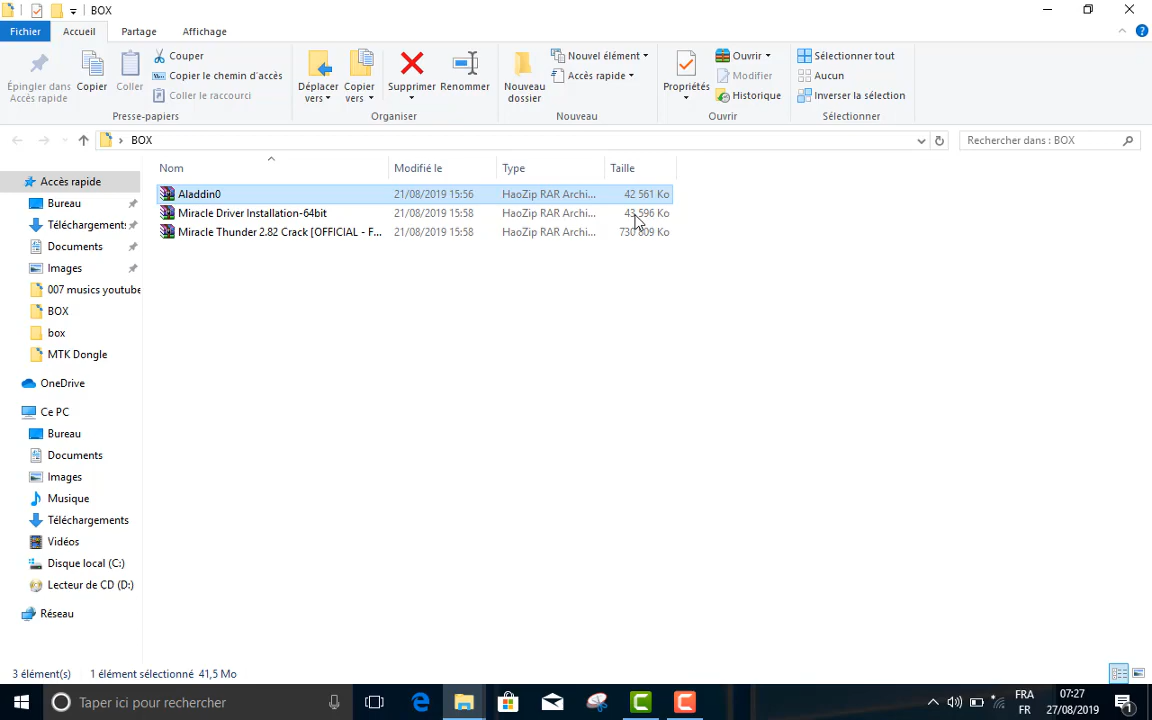 BOX
Fichier Accueil Partage Affichage
Épingler dans Accès rapide
Copier
Coller
Couper
Copier le chemin d'accès
Coller le raccourci
Presse-papiers
Déplacer vers
Copier vers
Supprimer
Renommer
Organiser
Nouveau dossier
Nouvel élément
Accès rapide
Nouveau
Propriétés
Ouvrir
Modifier
Historique
Ouvrir
Sélectionner tout
Aucun
Inverser la sélection
Sélectionner
BOX
Rechercher dans : BOX
Nom Modifié le Type Taille
Aladdin0 21/08/2019 15:56 HaoZip RAR Archi... 42 561 Ko
Miracle Driver Installation-64bit 21/08/2019 15:58 HaoZip RAR Archi... 43 596 Ko
Miracle Thunder 2.82 Crack [OFFICIAL - F... 21/08/2019 15:58 HaoZip RAR Archi... 730 809 Ko
Accès rapide
Bureau
Téléchargements
Documents
Images
007 musics youtube
BOX
box
MTK Dongle
OneDrive
Ce PC
Bureau
Documents
Images
Musique
Téléchargements
Vidéos
Disque local (C:)
Lecteur de CD (D:)
Réseau
3 élément(s) 1 élément sélectionné 41,5 Mo
Taper ici pour rechercher
FRA
FR
07:27
27/08/2019
1